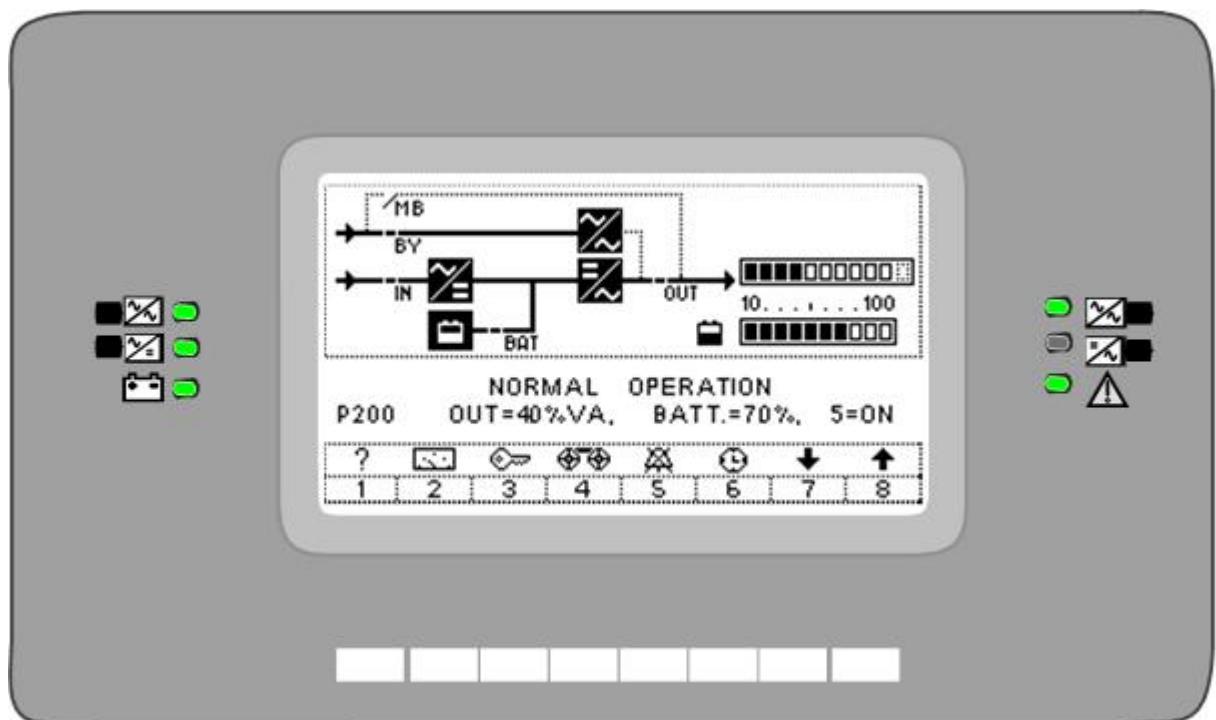 MB
BY
IN
OUT
10. . . ı . . .100
BAT
NORMAL OPERATION
P200 OUT=40%VA, BATT.=70%, 5=ON
?
1 2 3 4 5 6 7 8